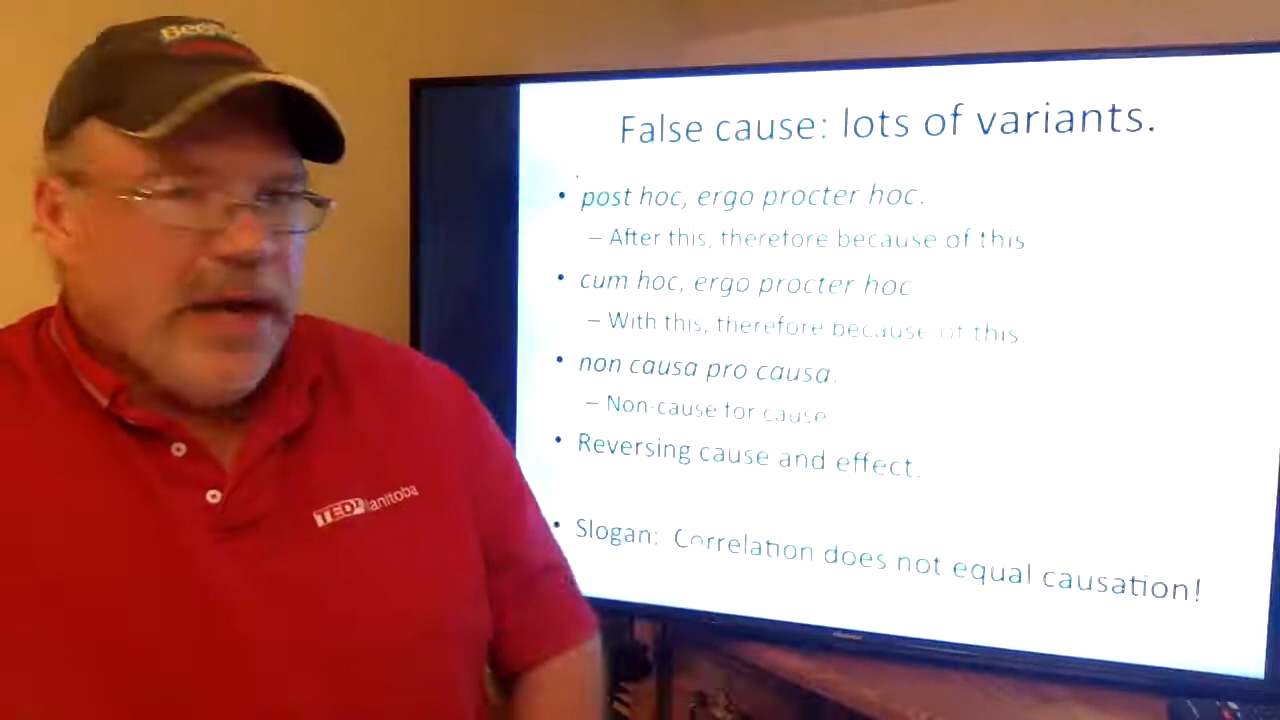 False cause: lots of variants.
• post hoc, ergo procter hoc.
– After this, therefore because of this
• cum hoc, ergo procter hoc
– With this, therefore because of this
• non causa pro causa.
– Non-cause for cause
• Reversing cause and effect.
• Slogan: Correlation does not equal causation!
TEDxManitoba